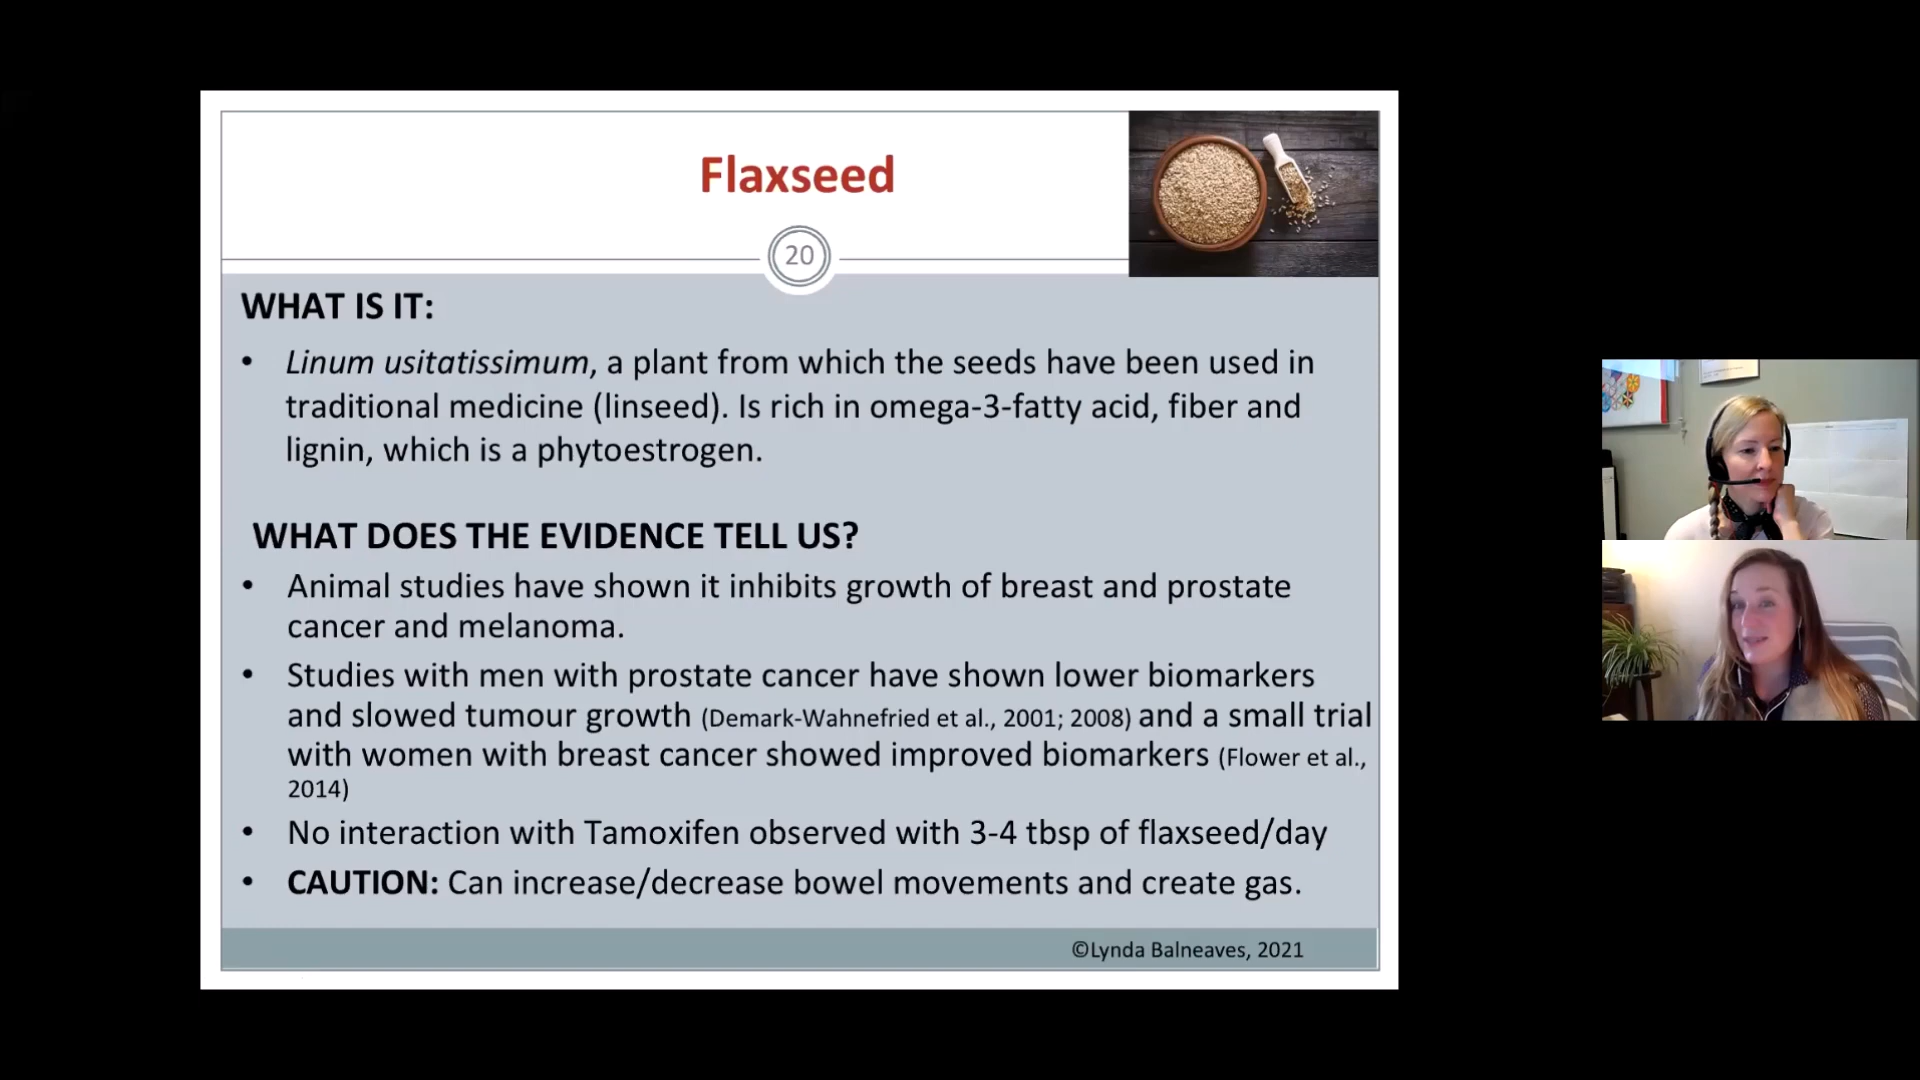 Flaxseed
20
WHAT IS IT:
• Linum usitatissimum, a plant from which the seeds have been used in
traditional medicine (linseed). Is rich in omega-3-fatty acid, fiber and
lignin, which is a phytoestrogen.
WHAT DOES THE EVIDENCE TELL US?
• Animal studies have shown it inhibits growth of breast and prostate
cancer and melanoma.
• Studies with men with prostate cancer have shown lower biomarkers
and slowed tumour growth (Demark-Wahnefried et al., 2001; 2008) and a small trial
with women with breast cancer showed improved biomarkers (Flower et al.,
2014)
• No interaction with Tamoxifen observed with 3-4 tbsp of flaxseed/day
• CAUTION: Can increase/decrease bowel movements and create gas.
©Lynda Balneaves, 2021